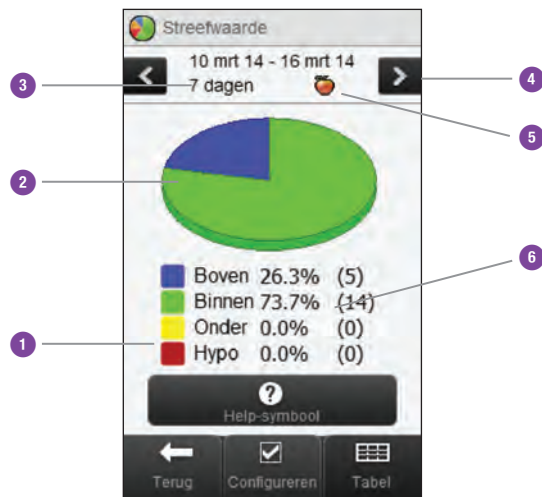 Streefwaarde
10 mrt 14 - 16 mrt 14
7 dagen
3
4
5
2
6
Boven 26.3% (5)
Binnen 73.7% (14)
Onder 0.0% (0)
1
Hypo 0.0% (0)
?
Help-symbool
Terug Configureren Tabel